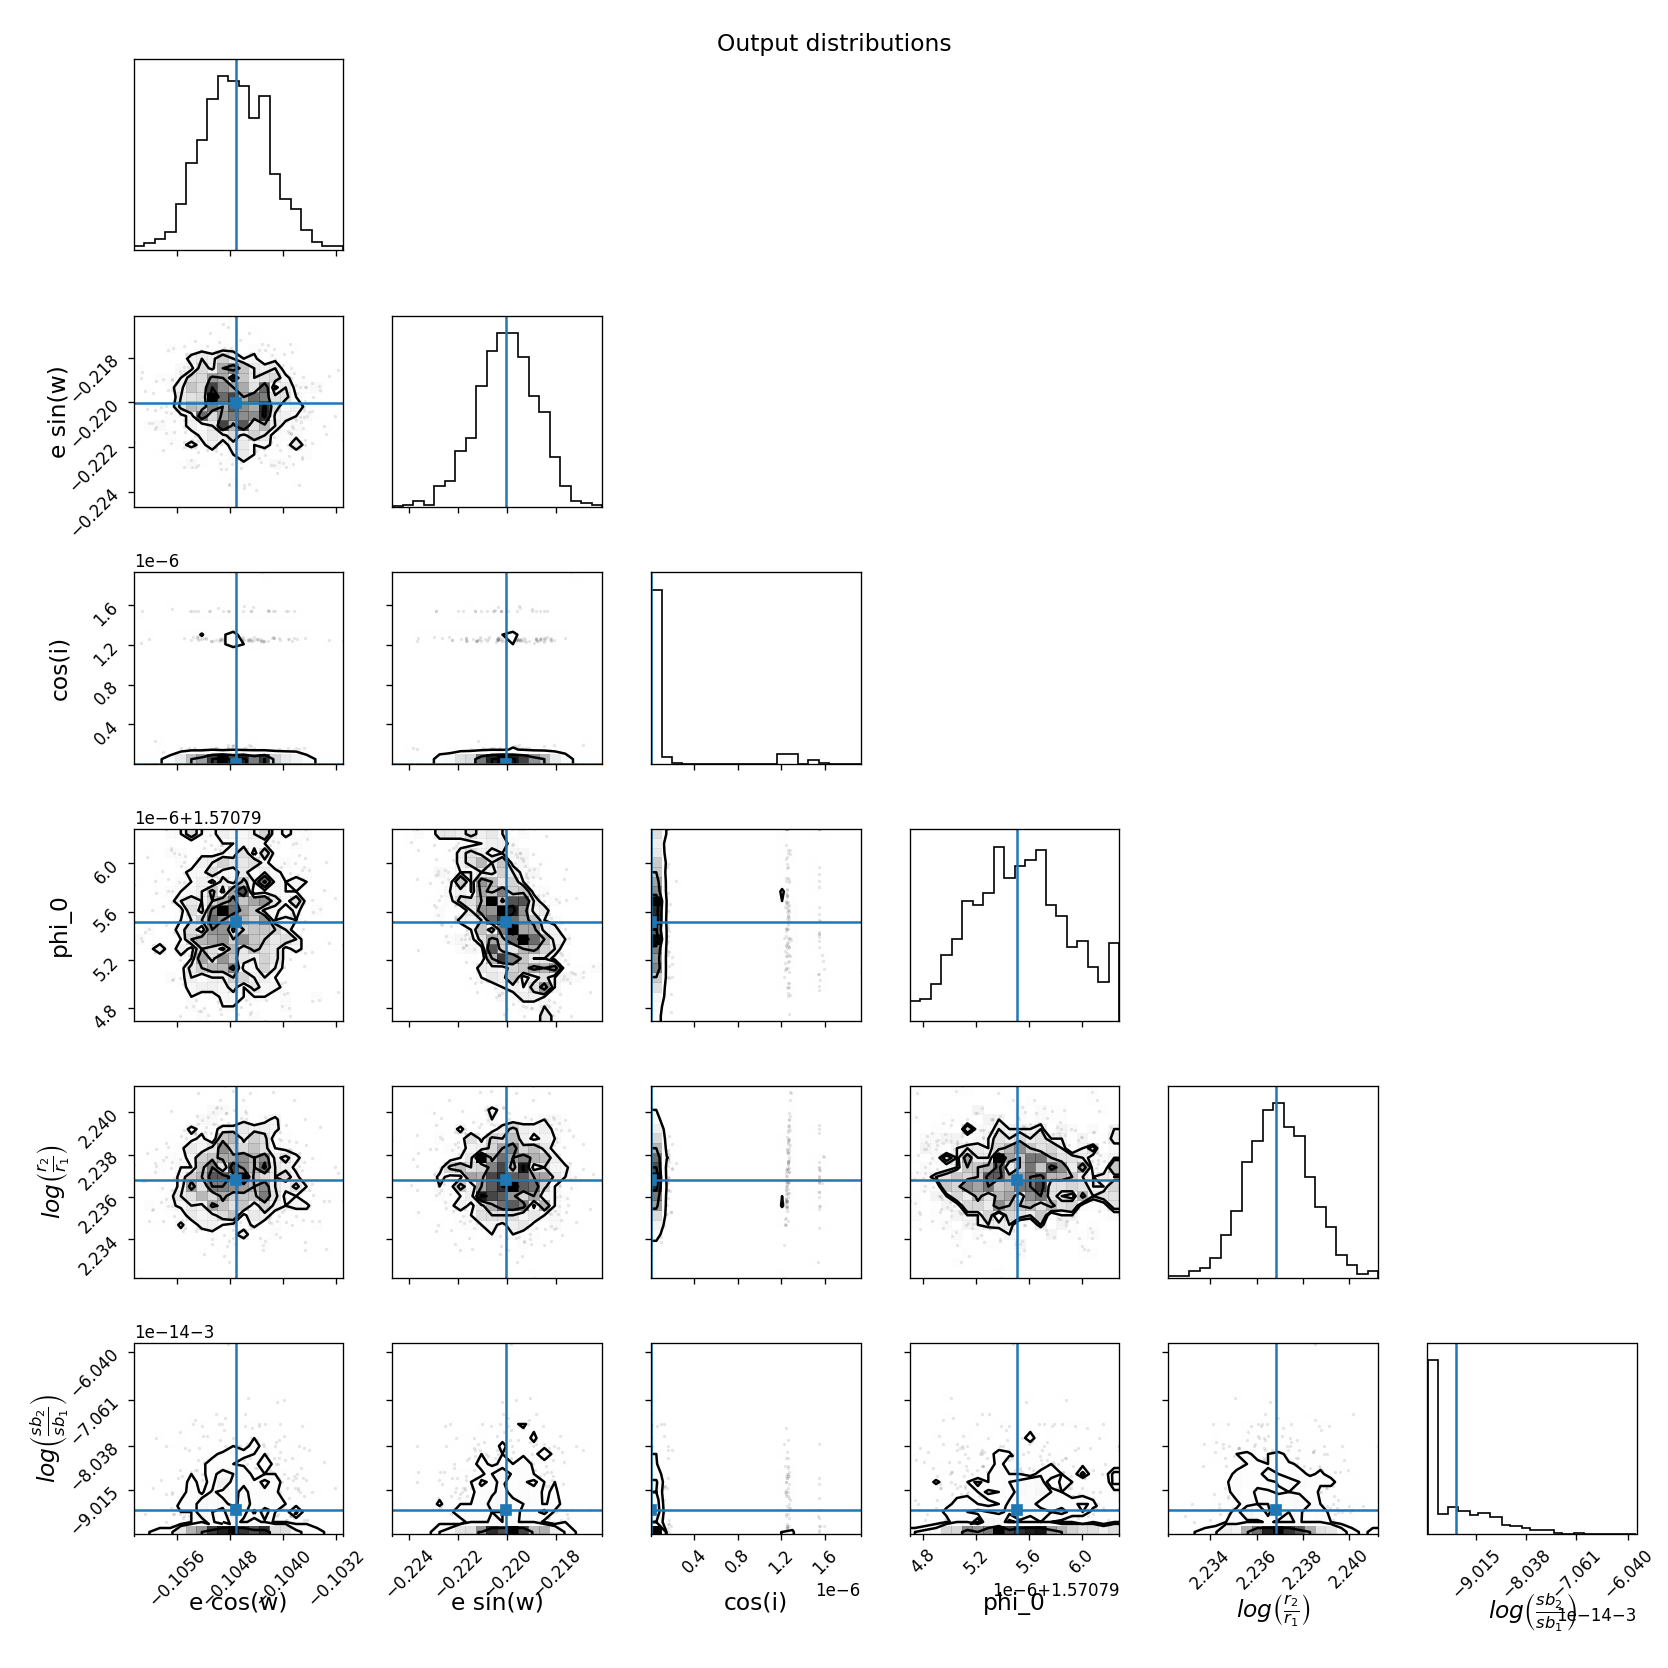 Output distributions
e sin(w)
−0.218
−0.220
−0.222
−0.224
1e−6
cos(i)
1.6
1.2
0.8
0.4
1e−6+1.57079
phi_0
6.0
5.6
5.2
4.8
log(r2/r1)
2.240
2.238
2.236
2.234
1e−14−3
log(sb2/sb1)
−6.040
−7.061
−8.038
−9.015
−0.1056 −0.1048 −0.1040 −0.1032
e cos(w)
−0.224 −0.222 −0.220 −0.218
e sin(w)
0.4 0.8 1.2 1.6
1e−6
cos(i)
4.8 5.2 5.6 6.0
1e−6+1.57079
phi_0
2.234 2.236 2.238 2.240
log(r2/r1)
−9.015 −8.038 −7.061 −6.040
1e−14−3
log(sb2/sb1)